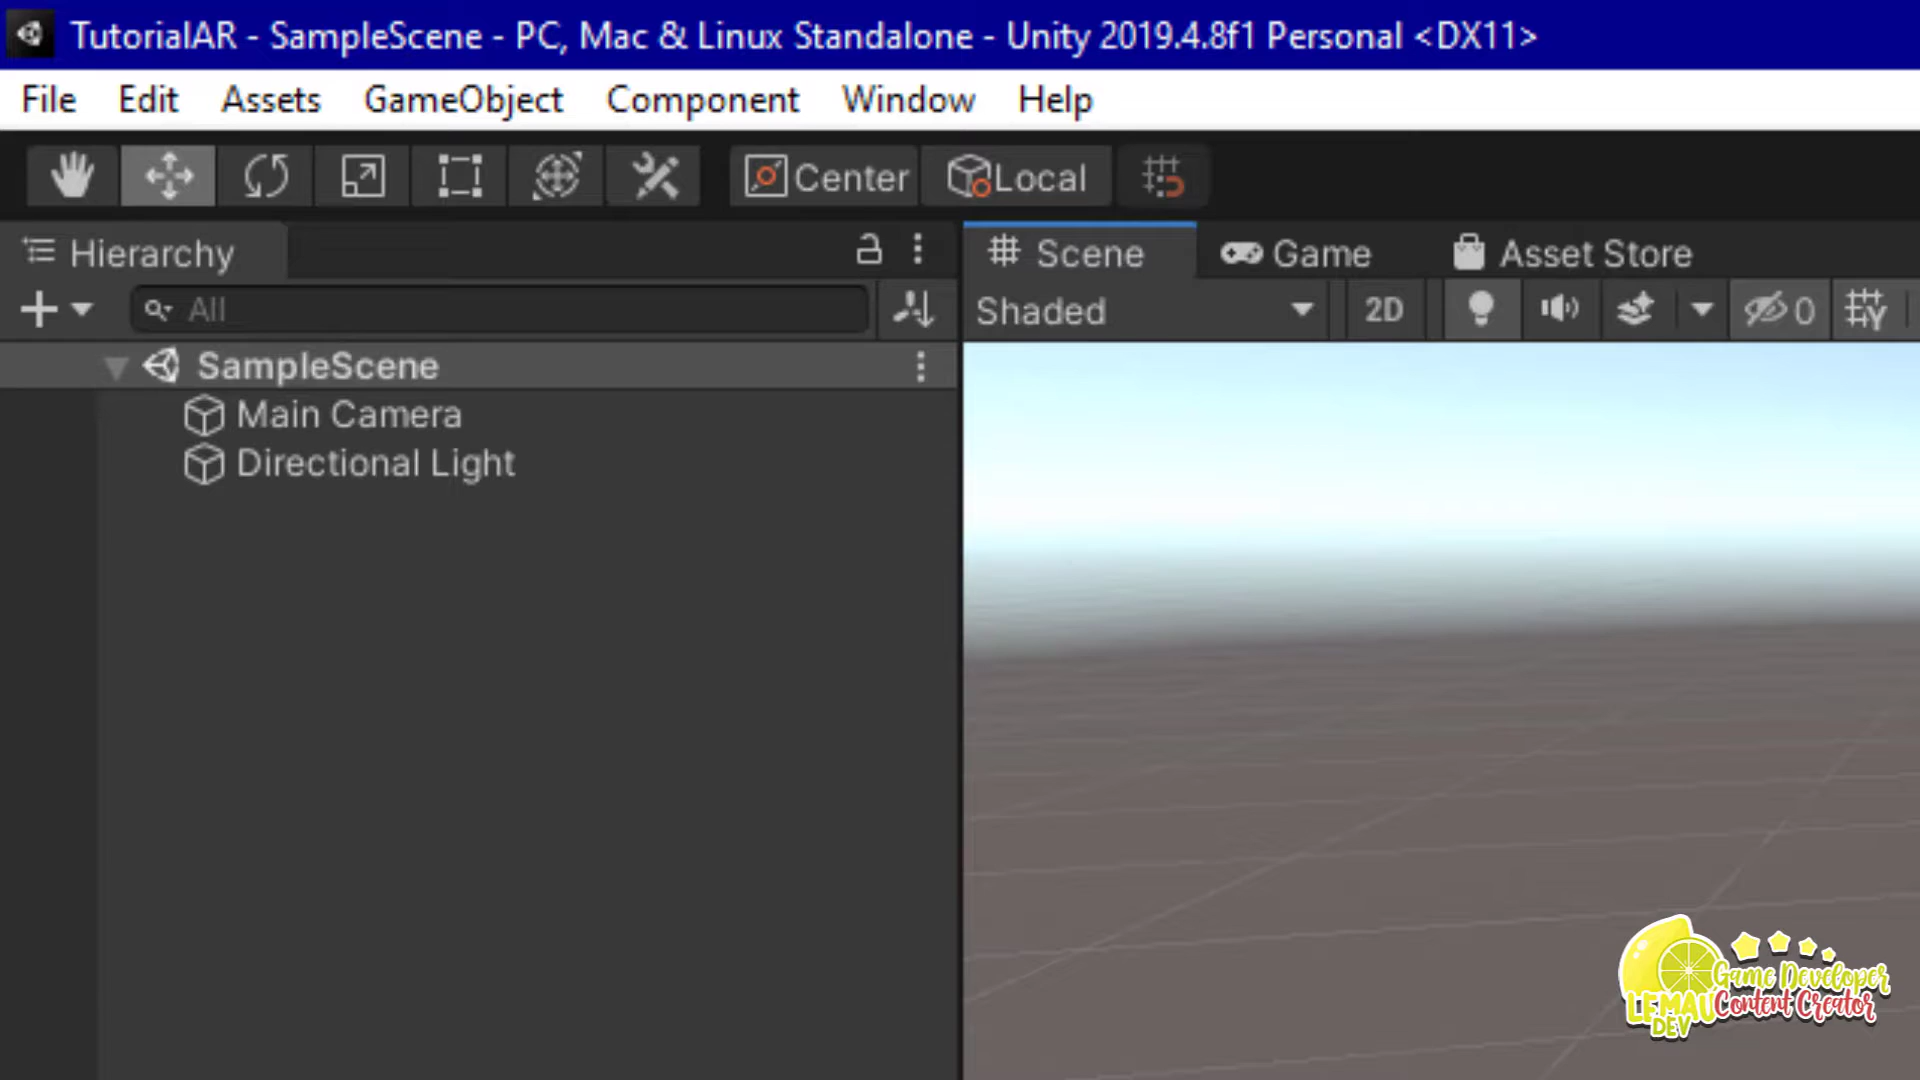 TutorialAR - SampleScene - PC, Mac & Linux Standalone - Unity 2019.4.8f1 Personal <DX11>
File Edit Assets GameObject Component Window Help
Center Local
Hierarchy
Scene Game Asset Store
All
Shaded 2D 0
SampleScene
Main Camera
Directional Light
Game Developer
LEMAU Content Creator
DEV